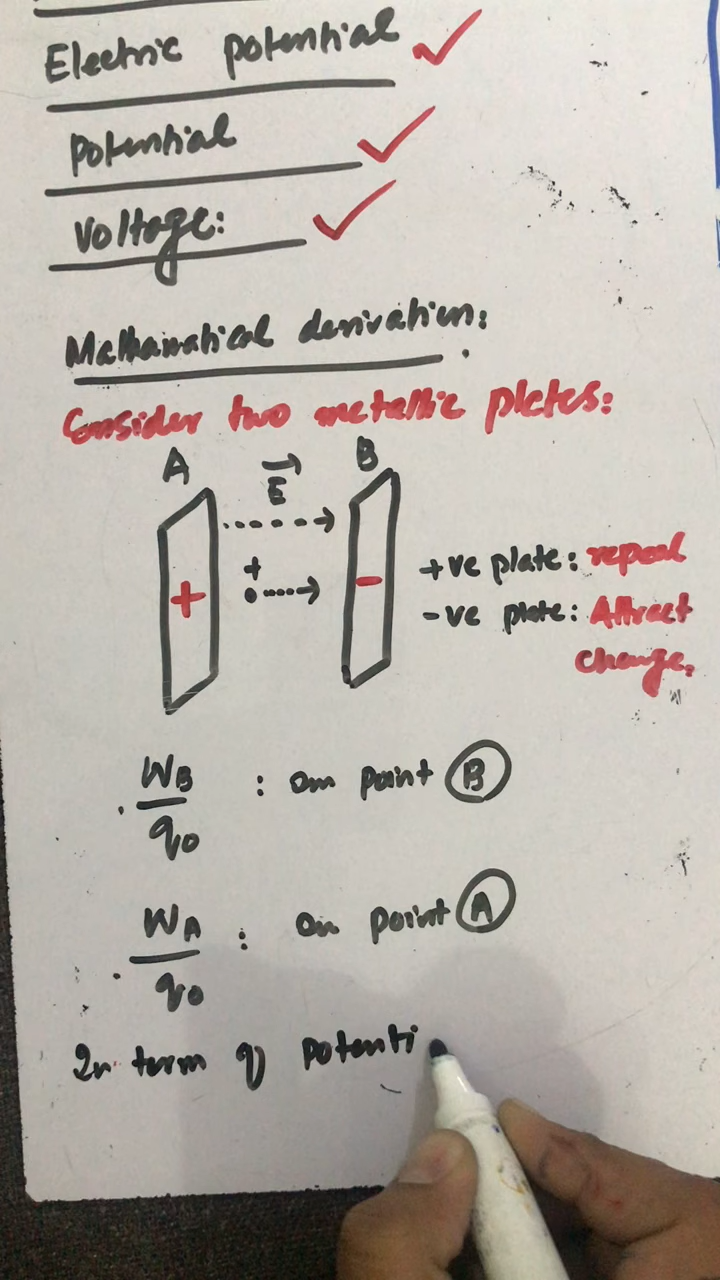 Electric potential
Potential
Voltage:
Mathamatical derivation:
Consider two metallic plates:
A E B
+ -
+
+ve plate: repeal
-ve plate: Attract
charge.
WB/q0 : on point B
WA/q0 : on point A
In term of potenti